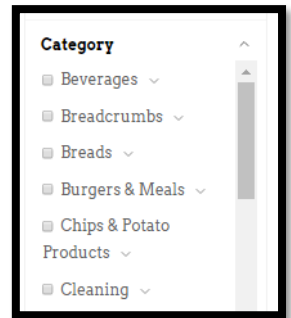 Category
Beverages
Breadcrumbs
Breads
Burgers & Meals
Chips & Potato
Products
Cleaning